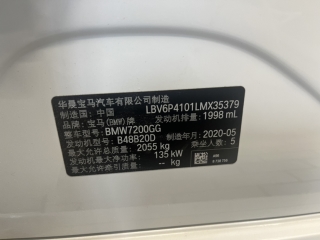 华晨宝马汽车有限公司制造
制造国: 中国 LBV6P4101LMX35379
品牌: 宝马(BMW)牌 发动机排量: 1998 mL
整车型号: BMW7200GG
发动机型号: B48B20D 制造年月: 2020-05
最大允许总质量: 2055 kg 乘坐人数: 5
发动机最大净功率: 135 kW
最大允许牵引质量: -- kg